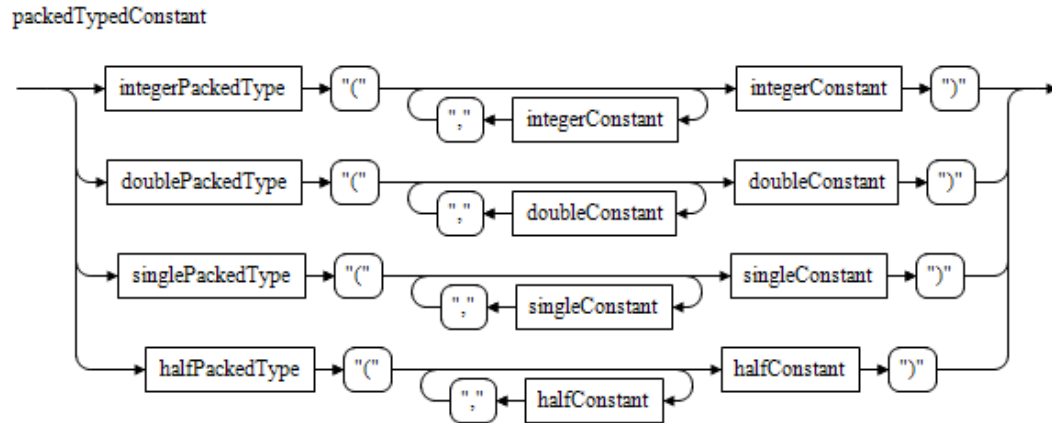 packedTypedConstant
integerPackedType "(" integerConstant ")"
"," integerConstant
doublePackedType "(" doubleConstant ")"
"," doubleConstant
singlePackedType "(" singleConstant ")"
"," singleConstant
halfPackedType "(" halfConstant ")"
"," halfConstant